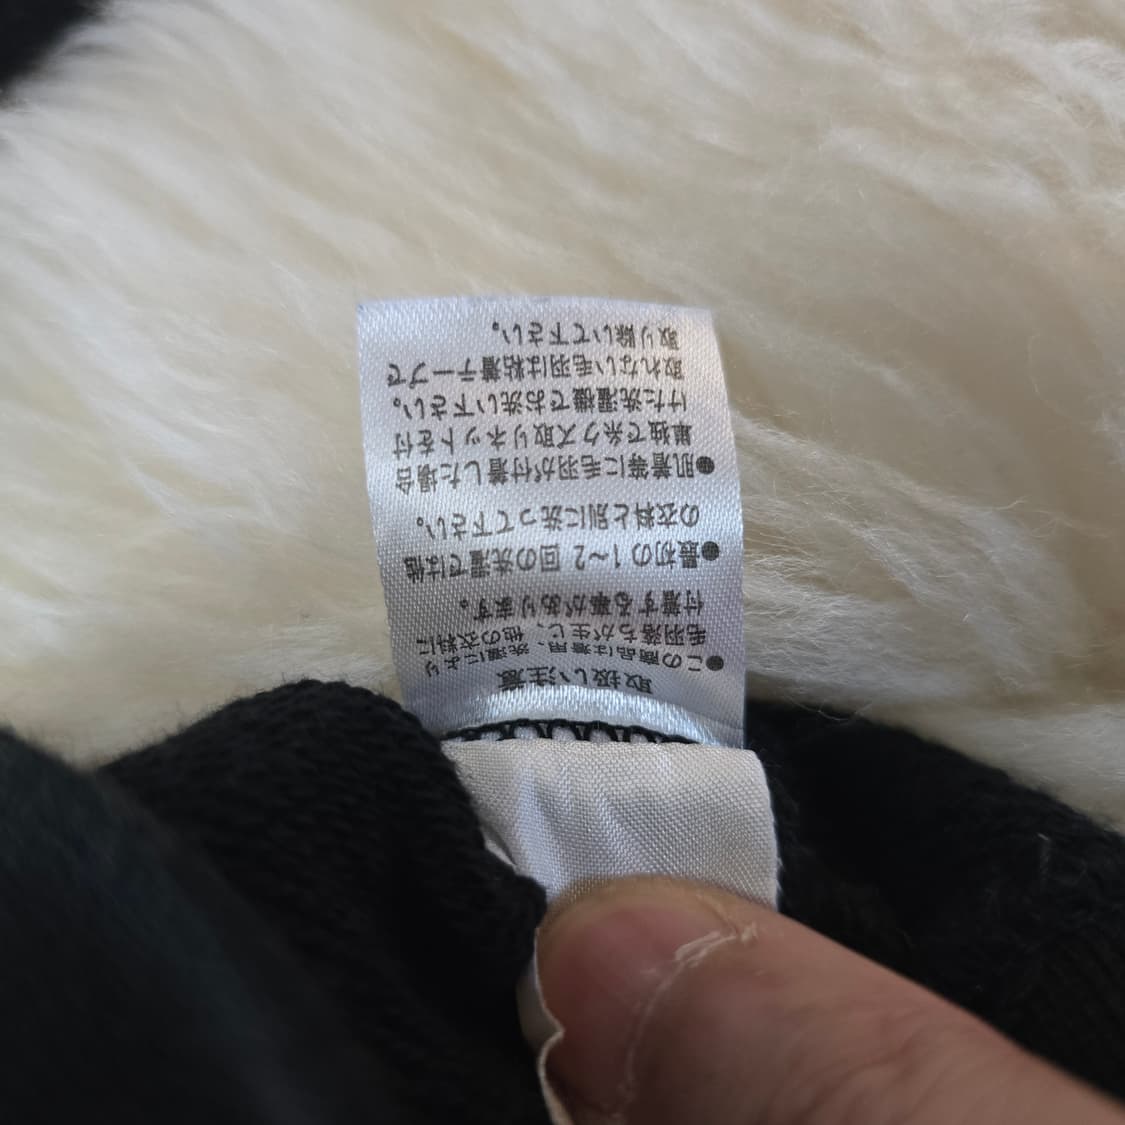 取扱い注意
●この商品は着用、洗濯により
毛羽落ちが生じ、他の衣料に
付着する事があります。
●最初の1～2回の洗濯では他
の衣料と別に洗って下さい。
●肌着等に毛羽が付着した場合
単独で糸クズ取りネットを付
けた洗濯機でお洗い下さい。
取れない毛羽は粘着テープで
取り除いて下さい。